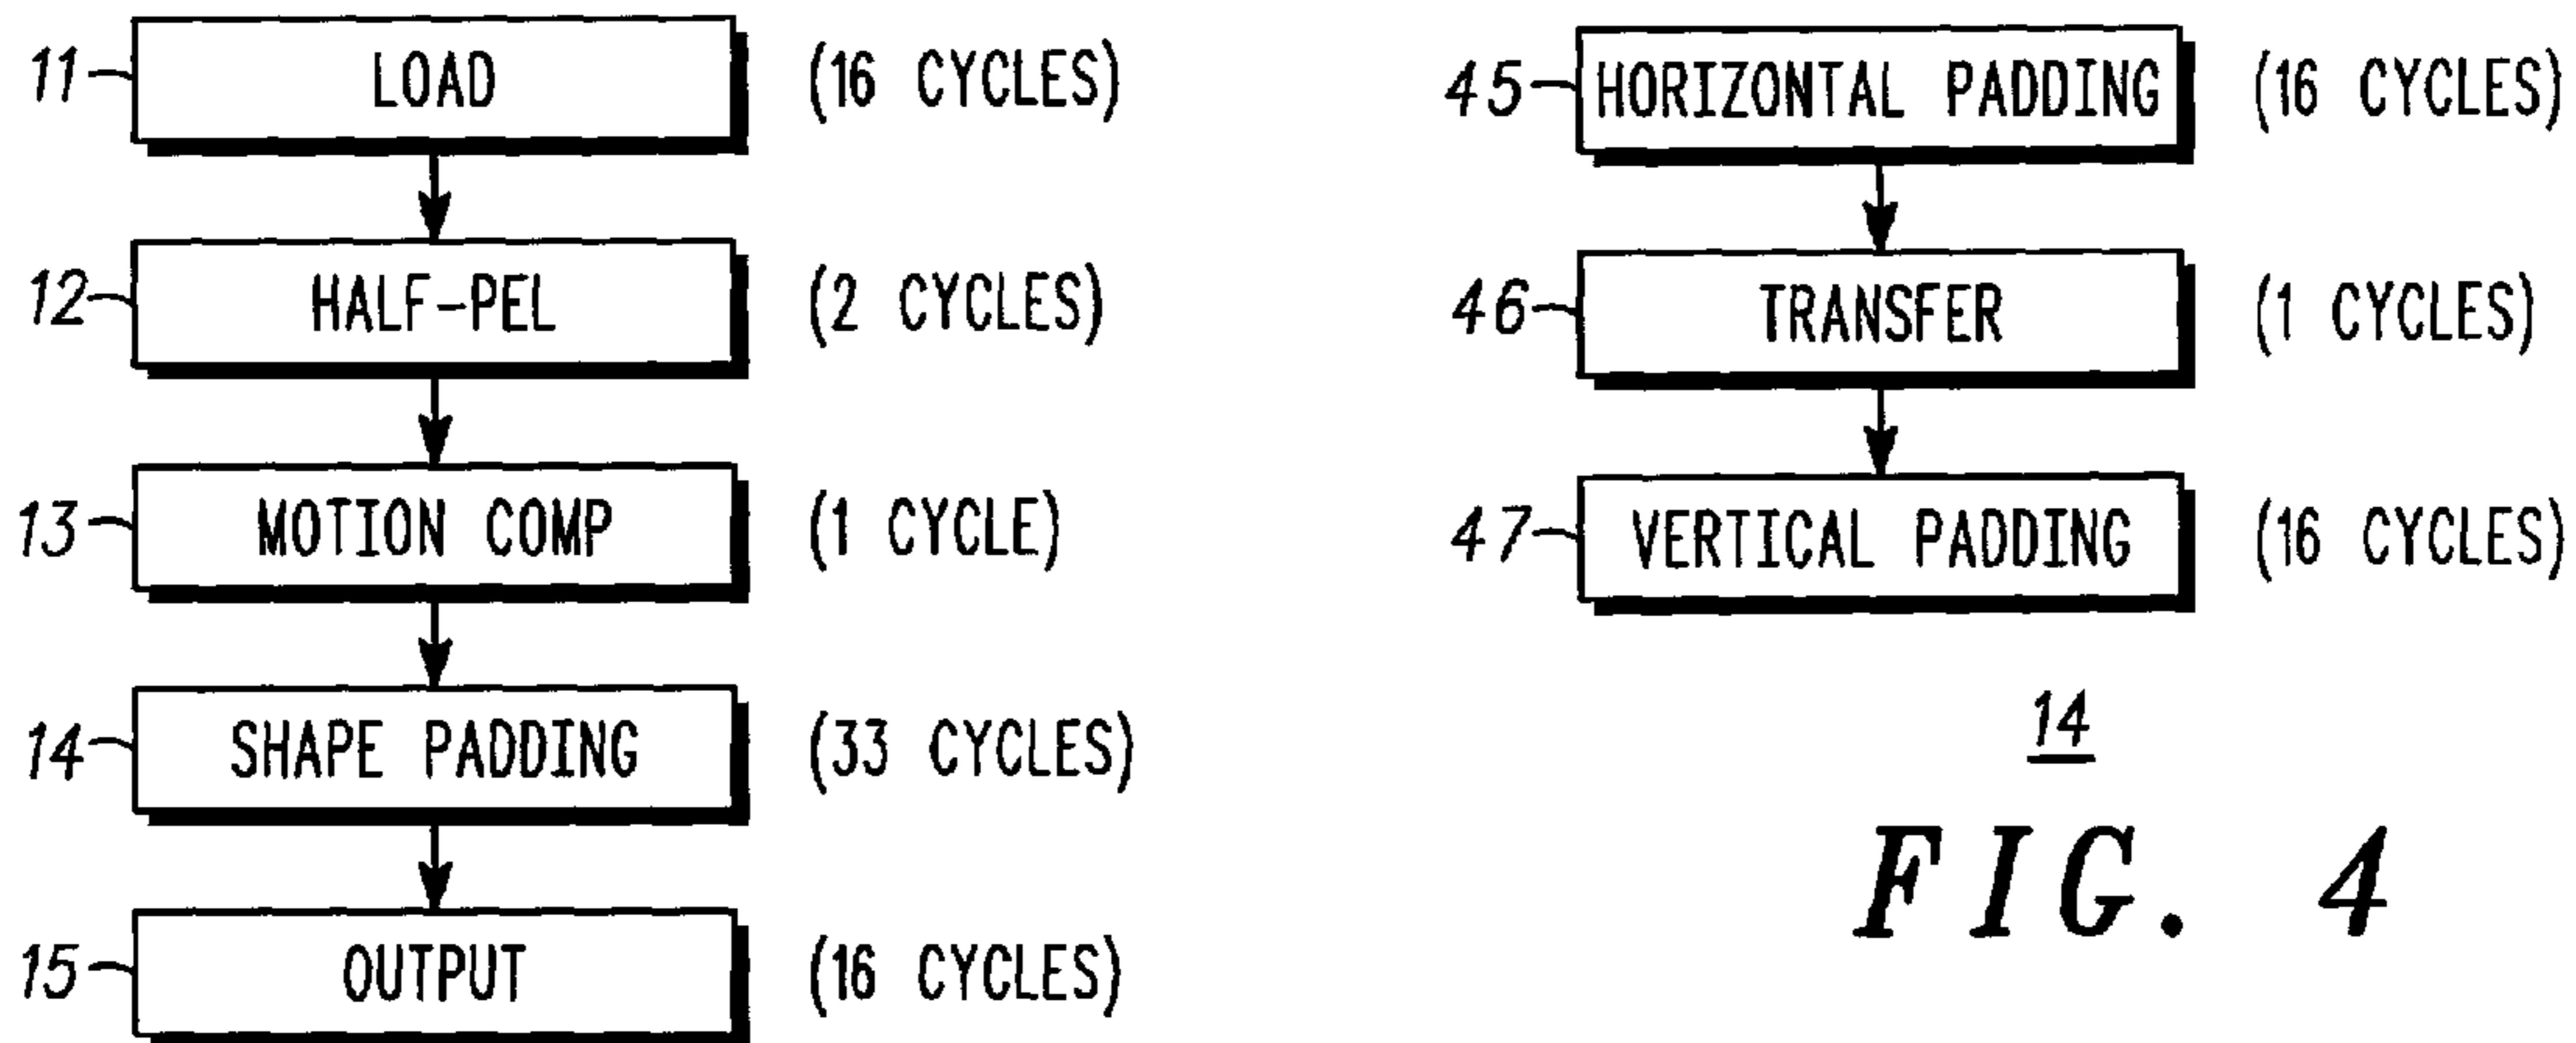 11 LOAD (16 CYCLES)
12 HALF-PEL (2 CYCLES)
13 MOTION COMP (1 CYCLE)
14 SHAPE PADDING (33 CYCLES)
15 OUTPUT (16 CYCLES)
45 HORIZONTAL PADDING (16 CYCLES)
46 TRANSFER (1 CYCLES)
47 VERTICAL PADDING (16 CYCLES)
14
FIG. 4